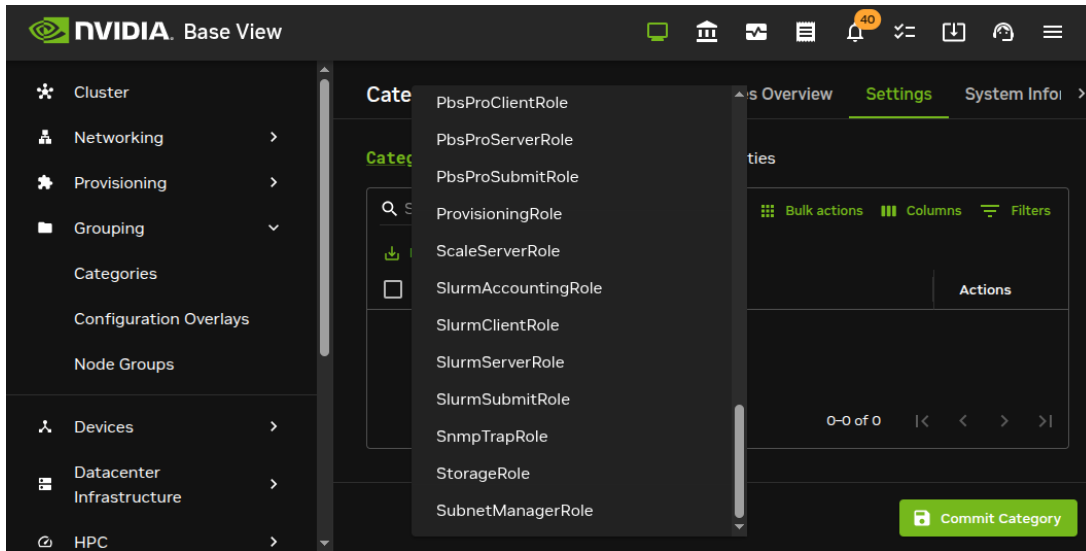 NVIDIA. Base View
40
Cluster
Networking
Provisioning
Grouping
Categories
Configuration Overlays
Node Groups
Devices
Datacenter
Infrastructure
HPC
Cate
s Overview
Settings
System Infor
Categ
ties
S
Bulk actions
Columns
Filters
Actions
PbsProClientRole
PbsProServerRole
PbsProSubmitRole
ProvisioningRole
ScaleServerRole
SlurmAccountingRole
SlurmClientRole
SlurmServerRole
SlurmSubmitRole
SnmpTrapRole
StorageRole
SubnetManagerRole
0–0 of 0
Commit Category